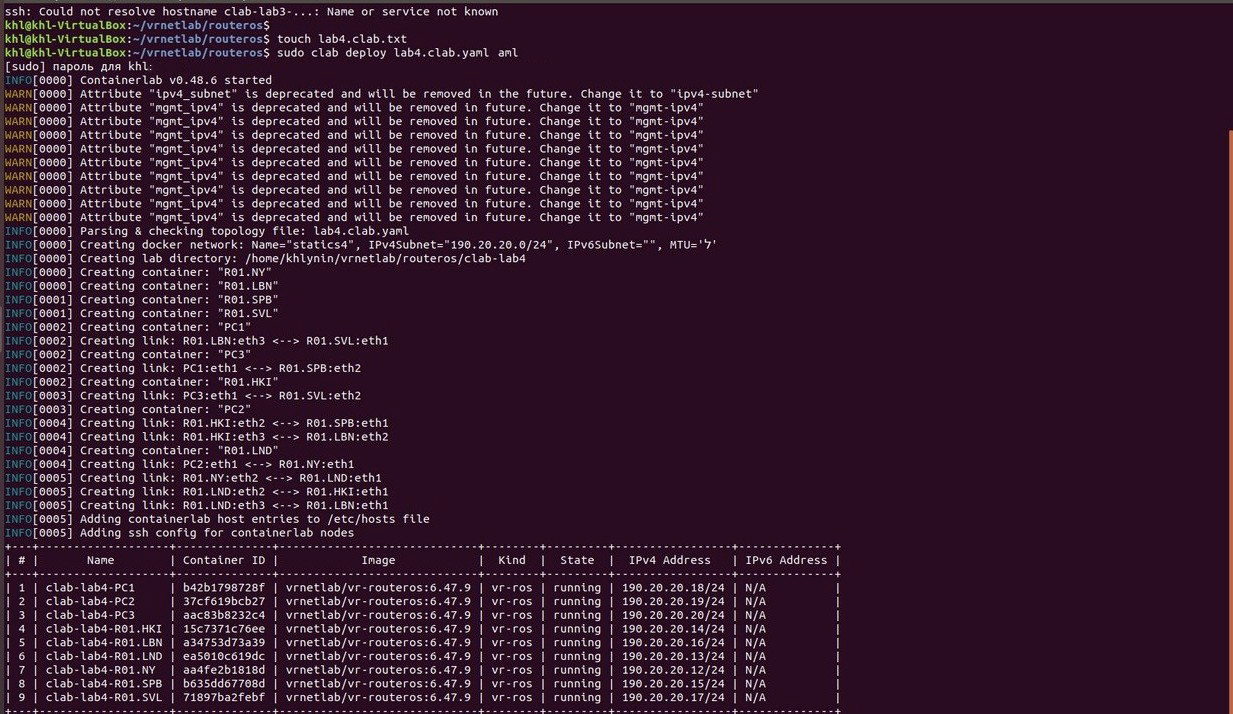 ssh: Could not resolve hostname clab-lab3-...: Name or service not known
khl@khl-VirtualBox:~/vrnetlab/routeros$
khl@khl-VirtualBox:~/vrnetlab/routeros$ touch lab4.clab.txt
khl@khl-VirtualBox:~/vrnetlab/routeros$ sudo clab deploy lab4.clab.yaml aml
[sudo] пароль для khl:
INFO[0000] Containerlab v0.48.6 started
WARN[0000] Attribute "ipv4_subnet" is deprecated and will be removed in the future. Change it to "ipv4-subnet"
WARN[0000] Attribute "mgmt_ipv4" is deprecated and will be removed in future. Change it to "mgmt-ipv4"
WARN[0000] Attribute "mgmt_ipv4" is deprecated and will be removed in future. Change it to "mgmt-ipv4"
WARN[0000] Attribute "mgmt_ipv4" is deprecated and will be removed in future. Change it to "mgmt-ipv4"
WARN[0000] Attribute "mgmt_ipv4" is deprecated and will be removed in future. Change it to "mgmt-ipv4"
WARN[0000] Attribute "mgmt_ipv4" is deprecated and will be removed in future. Change it to "mgmt-ipv4"
WARN[0000] Attribute "mgmt_ipv4" is deprecated and will be removed in future. Change it to "mgmt-ipv4"
WARN[0000] Attribute "mgmt_ipv4" is deprecated and will be removed in future. Change it to "mgmt-ipv4"
WARN[0000] Attribute "mgmt_ipv4" is deprecated and will be removed in future. Change it to "mgmt-ipv4"
WARN[0000] Attribute "mgmt_ipv4" is deprecated and will be removed in future. Change it to "mgmt-ipv4"
INFO[0000] Parsing & checking topology file: lab4.clab.yaml
INFO[0000] Creating docker network: Name="statics4", IPv4Subnet="190.20.20.0/24", IPv6Subnet="", MTU='ל'
INFO[0000] Creating lab directory: /home/khlynin/vrnetlab/routeros/clab-lab4
INFO[0000] Creating container: "R01.NY"
INFO[0000] Creating container: "R01.LBN"
INFO[0001] Creating container: "R01.SPB"
INFO[0001] Creating container: "R01.SVL"
INFO[0002] Creating container: "PC1"
INFO[0002] Creating link: R01.LBN:eth3 <--> R01.SVL:eth1
INFO[0002] Creating container: "PC3"
INFO[0002] Creating link: PC1:eth1 <--> R01.SPB:eth2
INFO[0002] Creating container: "R01.HKI"
INFO[0003] Creating link: PC3:eth1 <--> R01.SVL:eth2
INFO[0003] Creating container: "PC2"
INFO[0004] Creating link: R01.HKI:eth2 <--> R01.SPB:eth1
INFO[0004] Creating link: R01.HKI:eth3 <--> R01.LBN:eth2
INFO[0004] Creating container: "R01.LND"
INFO[0004] Creating link: PC2:eth1 <--> R01.NY:eth1
INFO[0005] Creating link: R01.NY:eth2 <--> R01.LND:eth1
INFO[0005] Creating link: R01.LND:eth2 <--> R01.HKI:eth1
INFO[0005] Creating link: R01.LND:eth3 <--> R01.LBN:eth1
INFO[0005] Adding containerlab host entries to /etc/hosts file
INFO[0005] Adding ssh config for containerlab nodes
| # | Name | Container ID | Image | Kind | State | IPv4 Address | IPv6 Address |
| 1 | clab-lab4-PC1 | b42b1798728f | vrnetlab/vr-routeros:6.47.9 | vr-ros | running | 190.20.20.18/24 | N/A |
| 2 | clab-lab4-PC2 | 37cf619bcb27 | vrnetlab/vr-routeros:6.47.9 | vr-ros | running | 190.20.20.19/24 | N/A |
| 3 | clab-lab4-PC3 | aac83b8232c4 | vrnetlab/vr-routeros:6.47.9 | vr-ros | running | 190.20.20.20/24 | N/A |
| 4 | clab-lab4-R01.HKI | 15c7371c76ee | vrnetlab/vr-routeros:6.47.9 | vr-ros | running | 190.20.20.14/24 | N/A |
| 5 | clab-lab4-R01.LBN | a34753d73a39 | vrnetlab/vr-routeros:6.47.9 | vr-ros | running | 190.20.20.16/24 | N/A |
| 6 | clab-lab4-R01.LND | ea5010c619dc | vrnetlab/vr-routeros:6.47.9 | vr-ros | running | 190.20.20.13/24 | N/A |
| 7 | clab-lab4-R01.NY | aa4fe2b1818d | vrnetlab/vr-routeros:6.47.9 | vr-ros | running | 190.20.20.12/24 | N/A |
| 8 | clab-lab4-R01.SPB | b635dd67708d | vrnetlab/vr-routeros:6.47.9 | vr-ros | running | 190.20.20.15/24 | N/A |
| 9 | clab-lab4-R01.SVL | 71897ba2febf | vrnetlab/vr-routeros:6.47.9 | vr-ros | running | 190.20.20.17/24 | N/A |